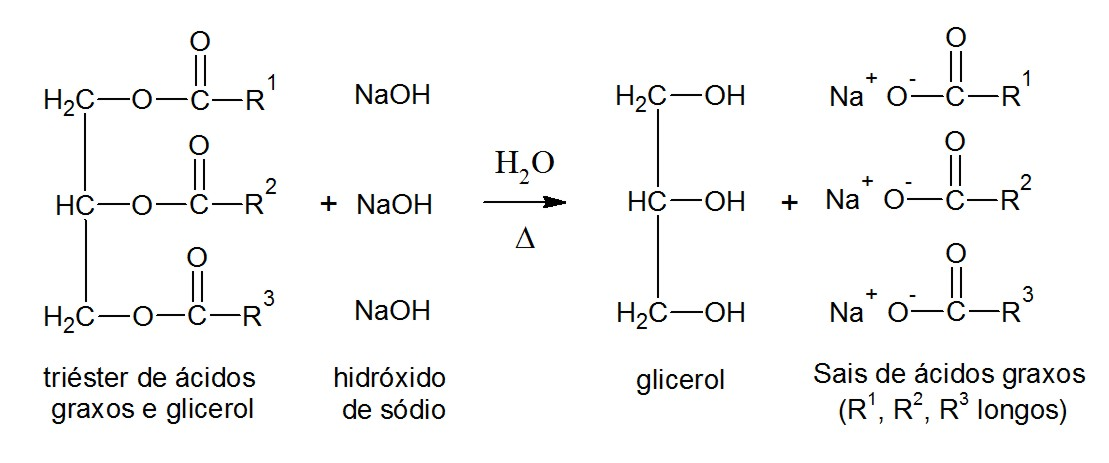 O O
H₂C—O—C—R¹ NaOH H₂C—OH Na⁺ O⁻—C—R¹
O H₂O O
HC—O—C—R² + NaOH HC—OH + Na⁺ O⁻—C—R²
O Δ O
H₂C—O—C—R³ NaOH H₂C—OH Na⁺ O⁻—C—R³
triéster de ácidos hidróxido glicerol Sais de ácidos graxos
graxos e glicerol de sódio (R¹, R², R³ longos)